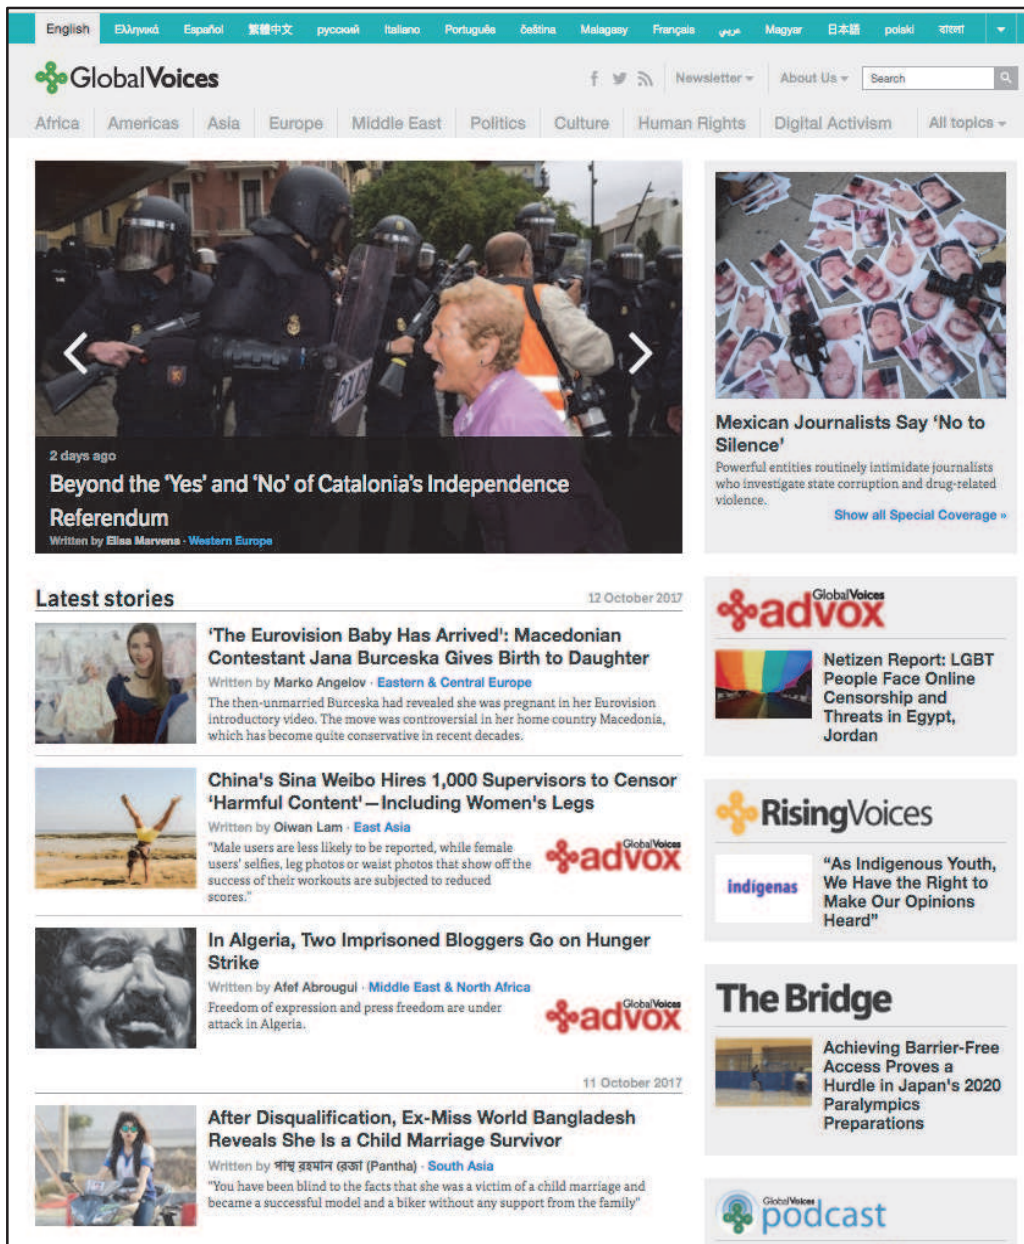 English Ελληνικά Español 繁體中文 русский Italiano Português čeština Malagasy Français عربي Magyar 日本語 polski বাংলা
GlobalVoices
Newsletter About Us Search
Africa Americas Asia Europe Middle East Politics Culture Human Rights Digital Activism All topics
POLIC
2 days ago
Beyond the 'Yes' and 'No' of Catalonia's Independence
Referendum
Written by Elisa Marvena · Western Europe
Mexican Journalists Say 'No to
Silence'
Powerful entities routinely intimidate journalists
who investigate state corruption and drug-related
violence.
Show all Special Coverage »
Latest stories 12 October 2017
'The Eurovision Baby Has Arrived': Macedonian
Contestant Jana Burceska Gives Birth to Daughter
Written by Marko Angelov · Eastern & Central Europe
The then-unmarried Burceska had revealed she was pregnant in her Eurovision
introductory video. The move was controversial in her home country Macedonia,
which has become quite conservative in recent decades.
China's Sina Weibo Hires 1,000 Supervisors to Censor
'Harmful Content'—Including Women's Legs
Written by Oiwan Lam · East Asia
"Male users are less likely to be reported, while female
users' selfies, leg photos or waist photos that show off the
success of their workouts are subjected to reduced
scores."
GlobalVoices
advox
In Algeria, Two Imprisoned Bloggers Go on Hunger
Strike
Written by Afef Abrougui · Middle East & North Africa
Freedom of expression and press freedom are under
attack in Algeria.
GlobalVoices
advox
11 October 2017
After Disqualification, Ex-Miss World Bangladesh
Reveals She Is a Child Marriage Survivor
Written by পান্থ রহমান রেজা (Pantha) · South Asia
"You have been blind to the facts that she was a victim of a child marriage and
became a successful model and a biker without any support from the family"
GlobalVoices
advox
Netizen Report: LGBT
People Face Online
Censorship and
Threats in Egypt,
Jordan
RisingVoices
indígenas
"As Indigenous Youth,
We Have the Right to
Make Our Opinions
Heard"
The Bridge
Achieving Barrier-Free
Access Proves a
Hurdle in Japan's 2020
Paralympics
Preparations
GlobalVoices
podcast